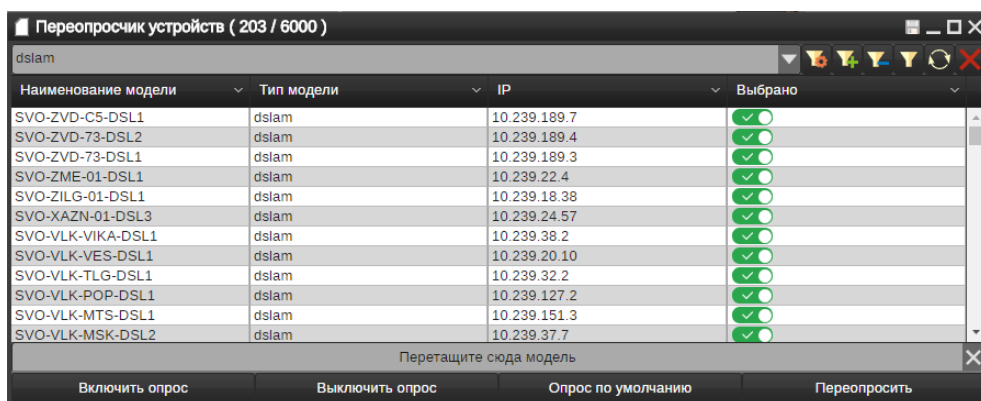 Переопросчик устройств ( 203 / 6000 )
dslam
Наименование модели Тип модели IP Выбрано
SVO-ZVD-C5-DSL1 dslam 10.239.189.7
SVO-ZVD-73-DSL2 dslam 10.239.189.4
SVO-ZVD-73-DSL1 dslam 10.239.189.3
SVO-ZME-01-DSL1 dslam 10.239.22.4
SVO-ZILG-01-DSL1 dslam 10.239.18.38
SVO-XAZN-01-DSL3 dslam 10.239.24.57
SVO-VLK-VIKA-DSL1 dslam 10.239.38.2
SVO-VLK-VES-DSL1 dslam 10.239.20.10
SVO-VLK-TLG-DSL1 dslam 10.239.32.2
SVO-VLK-POP-DSL1 dslam 10.239.127.2
SVO-VLK-MTS-DSL1 dslam 10.239.151.3
SVO-VLK-MSK-DSL2 dslam 10.239.37.7
Перетащите сюда модель
Включить опрос Выключить опрос Опрос по умолчанию Переопросить